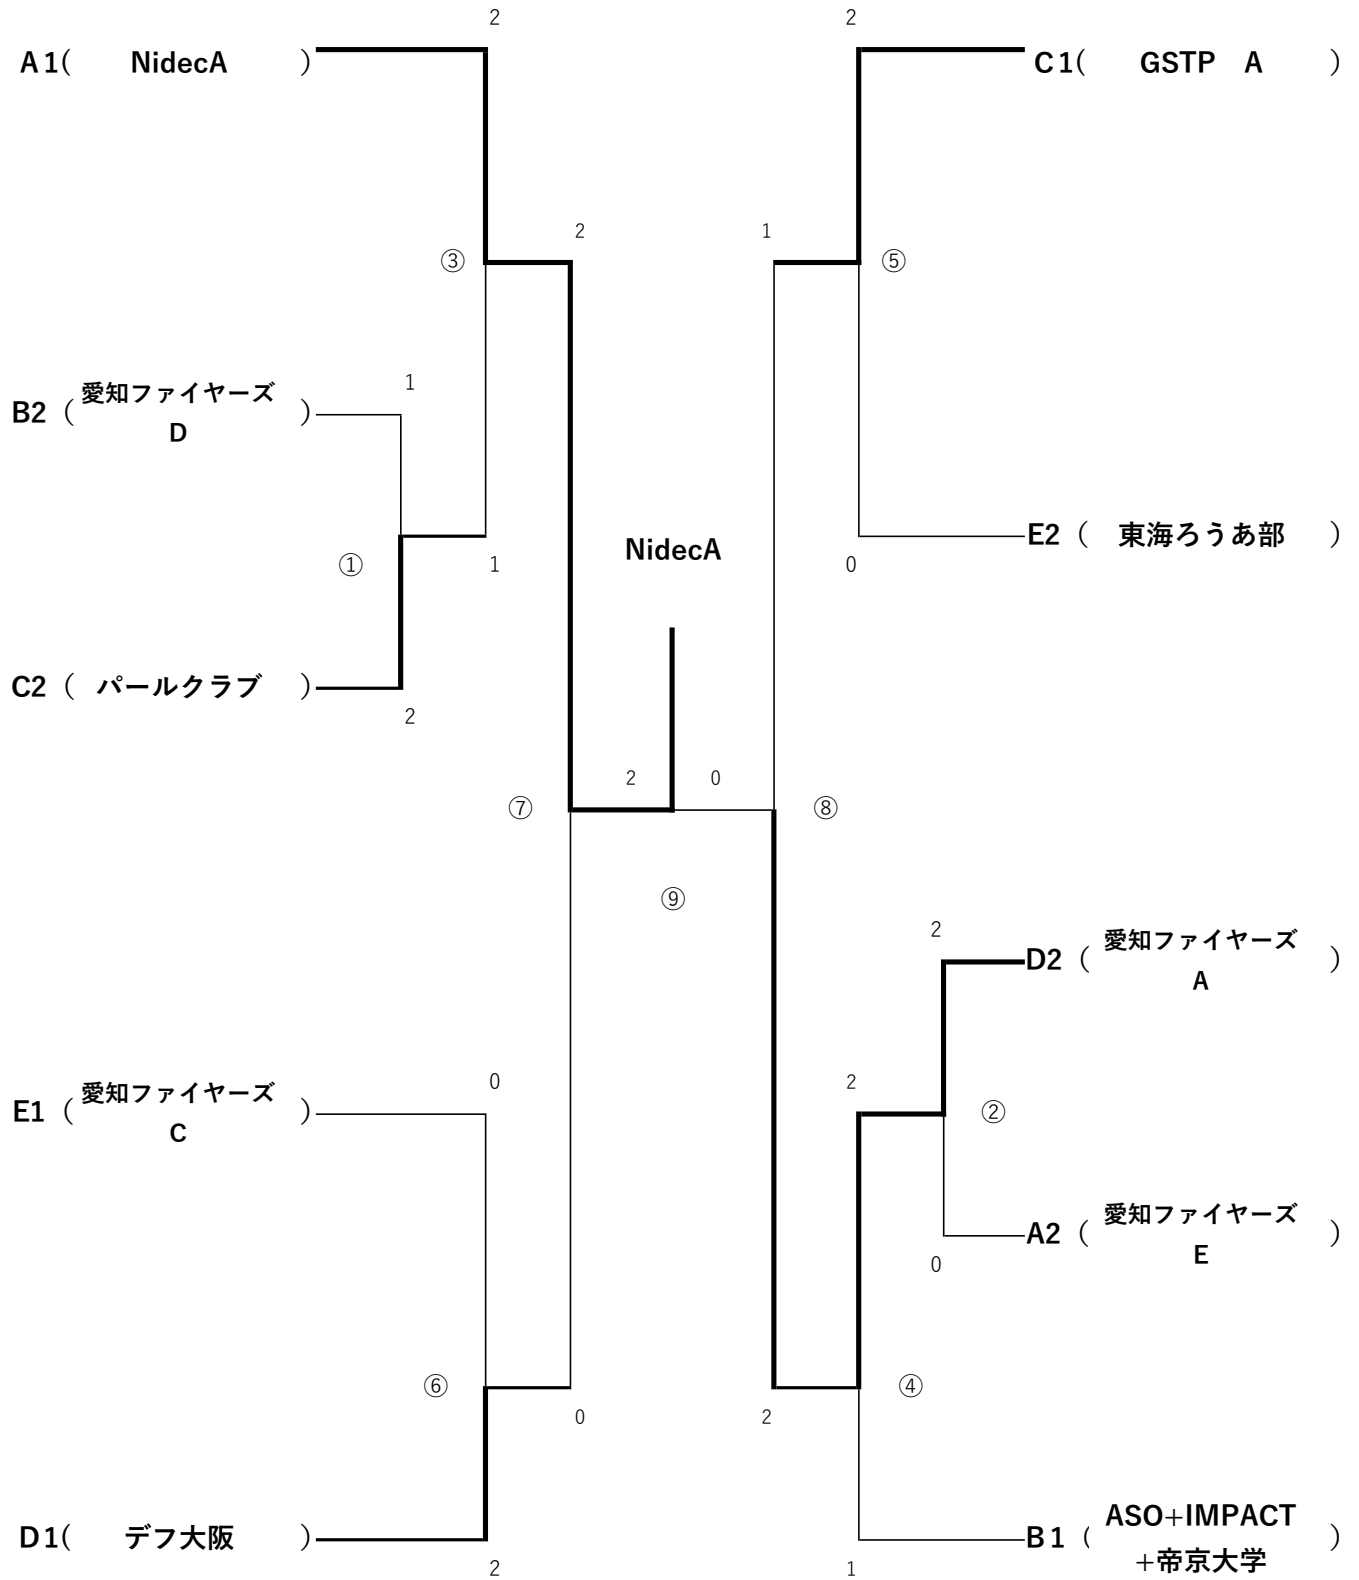 2
2
A1( NidecA )
C1( GSTP A )
2
1
③
⑤
1
B2 ( 愛知ファイヤーズ )
D
E2 ( 東海ろうあ部 )
NidecA
①
1
0
C2 ( パールクラブ )
2
2
0
⑦
⑧
⑨
2
D2 ( 愛知ファイヤーズ )
A
0
2
E1 ( 愛知ファイヤーズ )
C
②
A2 ( 愛知ファイヤーズ )
E
0
⑥
④
0
2
D1( デフ大阪 )
B1 ( ASO+IMPACT )
+帝京大学
2
1